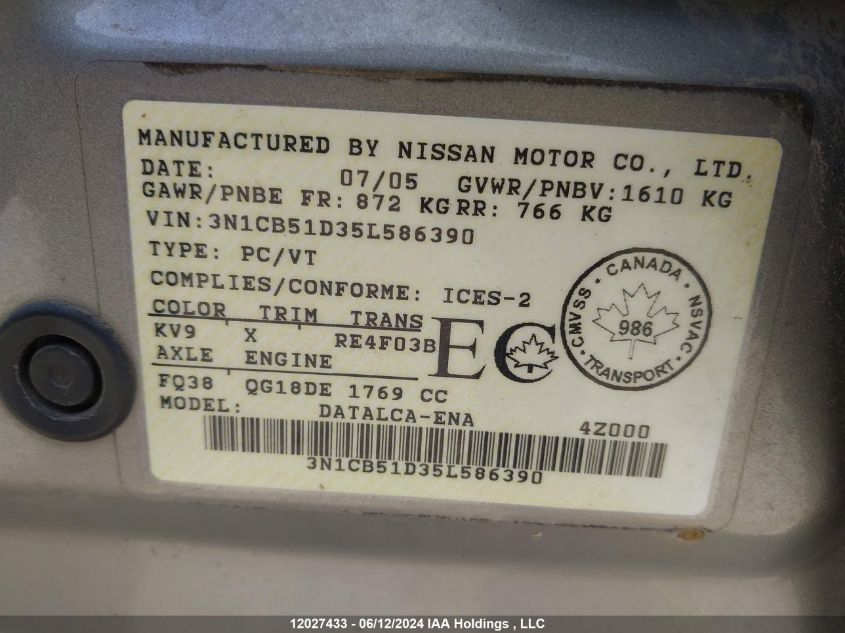 MANUFACTURED BY NISSAN MOTOR CO., LTD.
DATE: 07/05 GVWR/PNBV:1610 KG
GAWR/PNBE FR: 872 KG RR: 766 KG
VIN:3N1CB51D35L586390
TYPE: PC/VT
COMPLIES/CONFORME: ICES-2
COLOR TRIM TRANS
KV9 X RE4F03B
AXLE ENGINE
FQ38 QG18DE 1769 CC
MODEL: DATALCA-ENA 4Z000
3N1CB51D35L586390
EC
CANADA
CMVSS NSVAC
986
TRANSPORT
12027433 - 06/12/2024 IAA Holdings , LLC